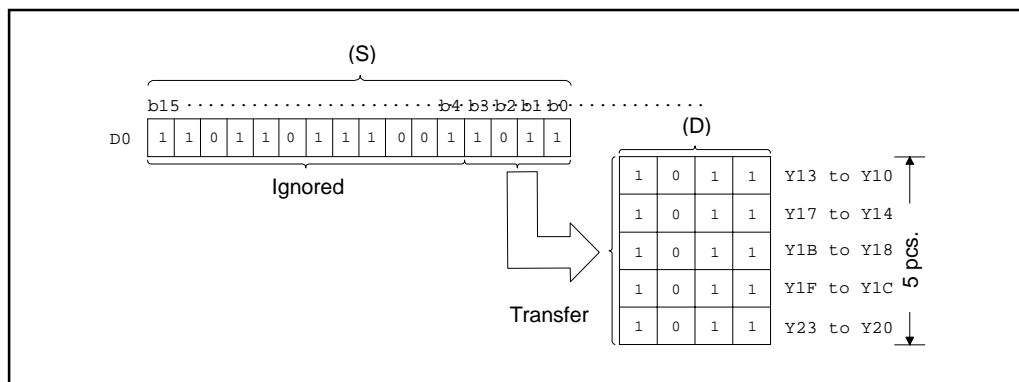 (S)
b15 · · · · · · · · · · · · · · · · · · · · b4 · b3 · b2 · b1 · b0 · · · · · · · · · · · ·
D0 1 1 0 1 1 0 1 1 1 0 0 1 1 0 1 1
Ignored
(D)
1 0 1 1 Y13 to Y10
1 0 1 1 Y17 to Y14
1 0 1 1 Y1B to Y18
1 0 1 1 Y1F to Y1C
1 0 1 1 Y23 to Y20
5 pcs.
Transfer